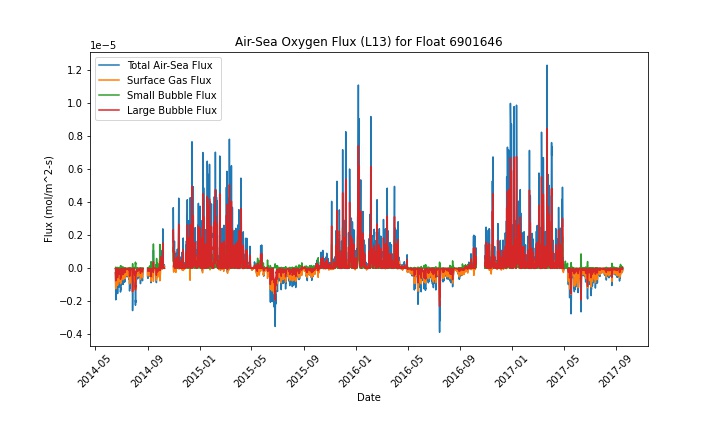 Air-Sea Oxygen Flux (L13) for Float 6901646
1e−5
Total Air-Sea Flux
Surface Gas Flux
Small Bubble Flux
Large Bubble Flux
1.2
1.0
0.8
0.6
0.4
0.2
0.0
−0.2
−0.4
Flux (mol/m^2-s)
2014-05
2014-09
2015-01
2015-05
2015-09
2016-01
2016-05
2016-09
2017-01
2017-05
2017-09
Date